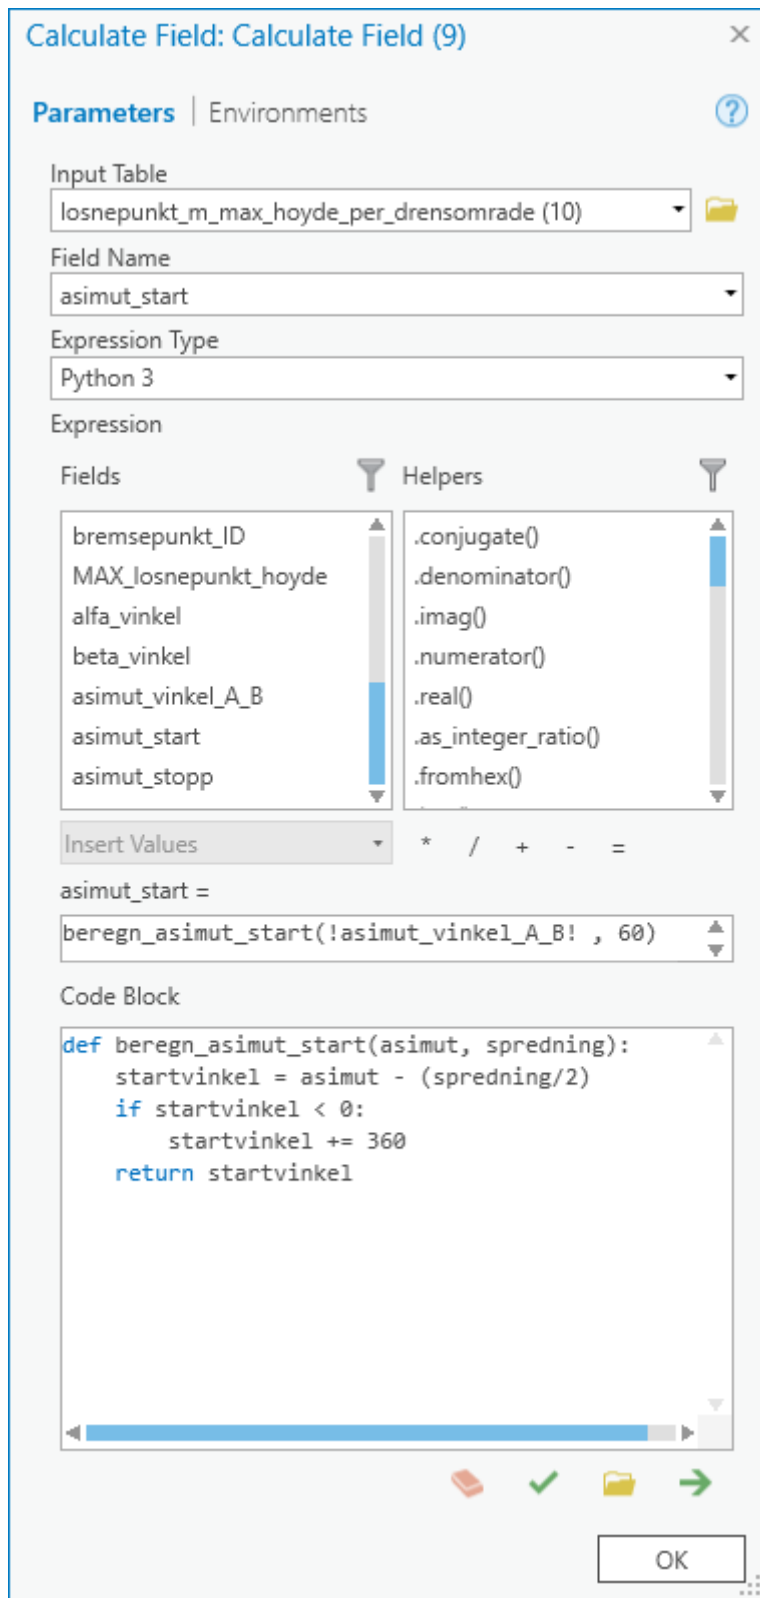 Calculate Field: Calculate Field (9)
Parameters | Environments
Input Table
losnepunkt_m_max_hoyde_per_drensomrade (10)
Field Name
asimut_start
Expression Type
Python 3
Expression
Fields
Helpers
bremsepunkt_ID
MAX_losnepunkt_hoyde
alfa_vinkel
beta_vinkel
asimut_vinkel_A_B
asimut_start
asimut_stopp
.conjugate()
.denominator()
.imag()
.numerator()
.real()
.as_integer_ratio()
.fromhex()
Insert Values
* / + - =
asimut_start =
beregn_asimut_start(!asimut_vinkel_A_B! , 60)
Code Block
def beregn_asimut_start(asimut, spredning):
    startvinkel = asimut - (spredning/2)
    if startvinkel < 0:
        startvinkel += 360
    return startvinkel
OK